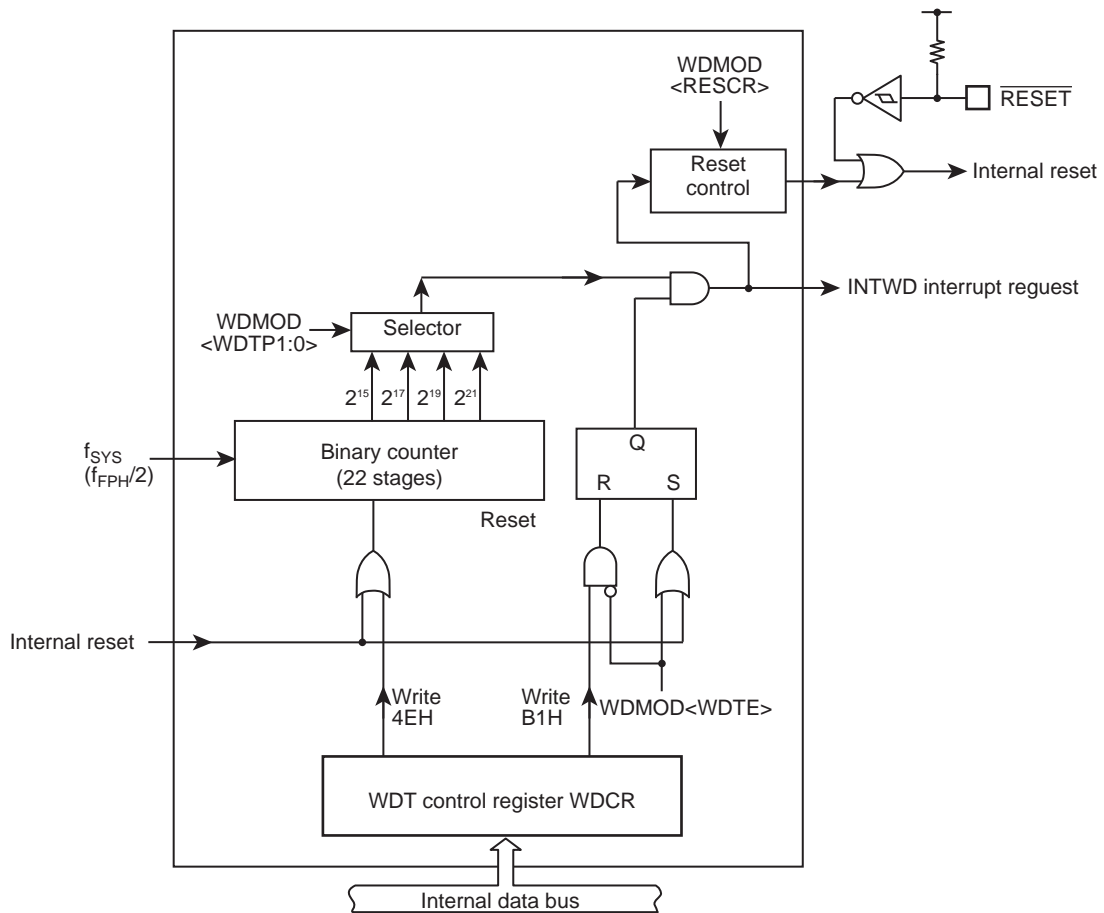 WDMOD
<RESCR>
RESET
Reset
control
Internal reset
INTWD interrupt reguest
WDMOD
<WDTP1:0>
Selector
2¹⁵ 2¹⁷ 2¹⁹ 2²¹
fSYS
(fFPH/2)
Binary counter
(22 stages)
Q
R S
Reset
Internal reset
Write
4EH
Write
B1H
WDMOD<WDTE>
WDT control register WDCR
Internal data bus